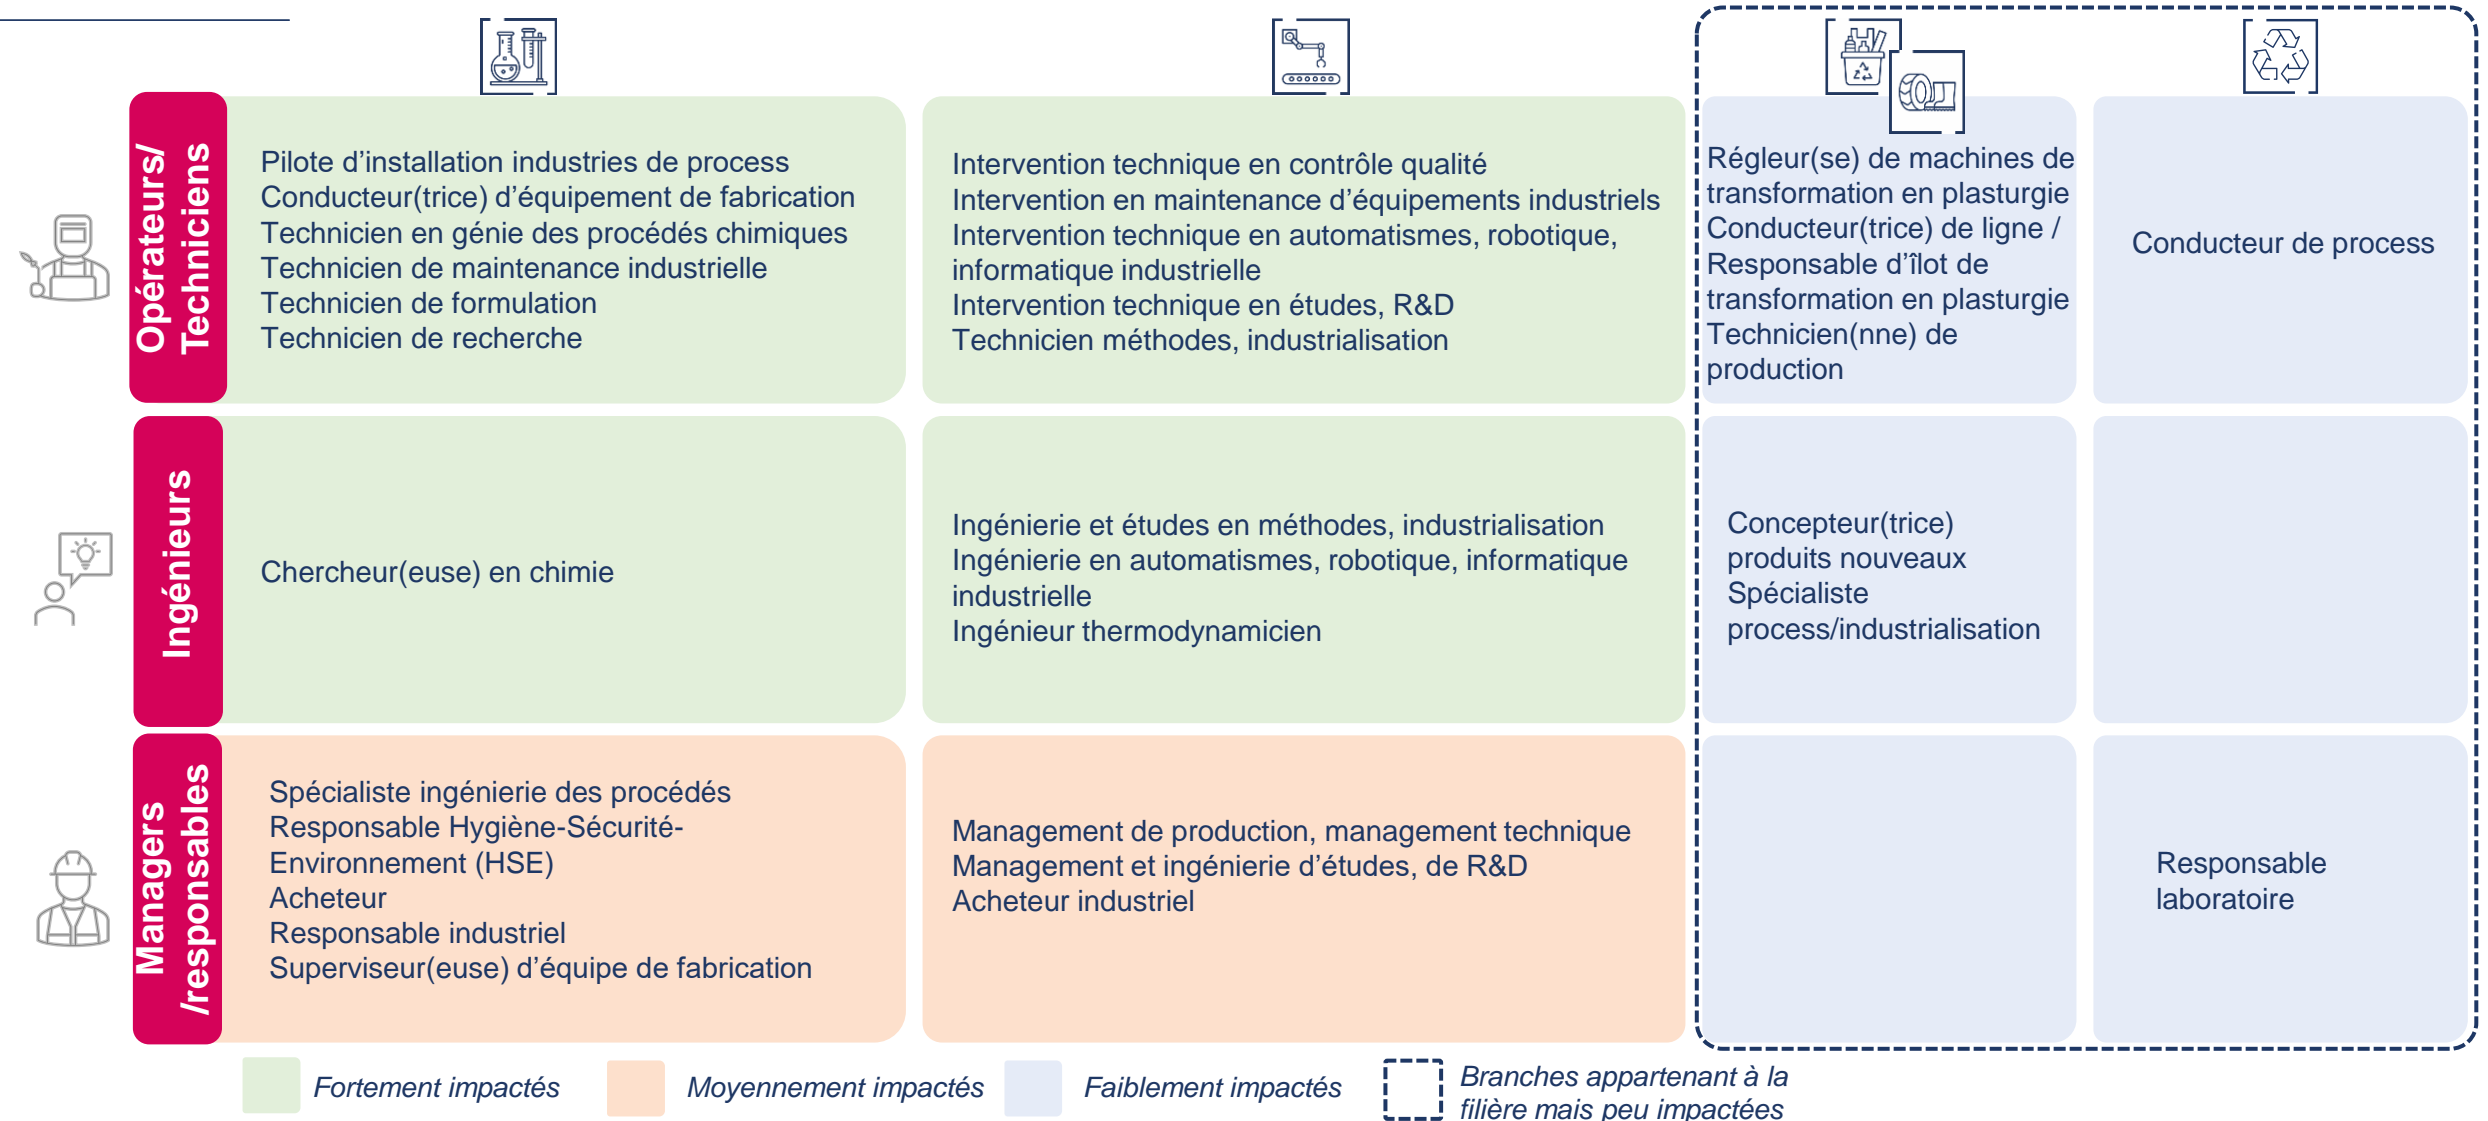 Opérateurs/
Techniciens
Pilote d’installation industries de process
Conducteur(trice) d’équipement de fabrication
Technicien en génie des procédés chimiques
Technicien de maintenance industrielle
Technicien de formulation
Technicien de recherche
Intervention technique en contrôle qualité
Intervention en maintenance d’équipements industriels
Intervention technique en automatismes, robotique,
informatique industrielle
Intervention technique en études, R&D
Technicien méthodes, industrialisation
Régleur(se) de machines de
transformation en plasturgie
Conducteur(trice) de ligne /
Responsable d’îlot de
transformation en plasturgie
Technicien(nne) de
production
Conducteur de process
Ingénieurs
Chercheur(euse) en chimie
Ingénierie et études en méthodes, industrialisation
Ingénierie en automatismes, robotique, informatique
industrielle
Ingénieur thermodynamicien
Concepteur(trice)
produits nouveaux
Spécialiste
process/industrialisation
Managers
/responsables
Spécialiste ingénierie des procédés
Responsable Hygiène-Sécurité-
Environnement (HSE)
Acheteur
Responsable industriel
Superviseur(euse) d’équipe de fabrication
Management de production, management technique
Management et ingénierie d’études, de R&D
Acheteur industriel
Responsable
laboratoire
Fortement impactés
Moyennement impactés
Faiblement impactés
Branches appartenant à la
filière mais peu impactées